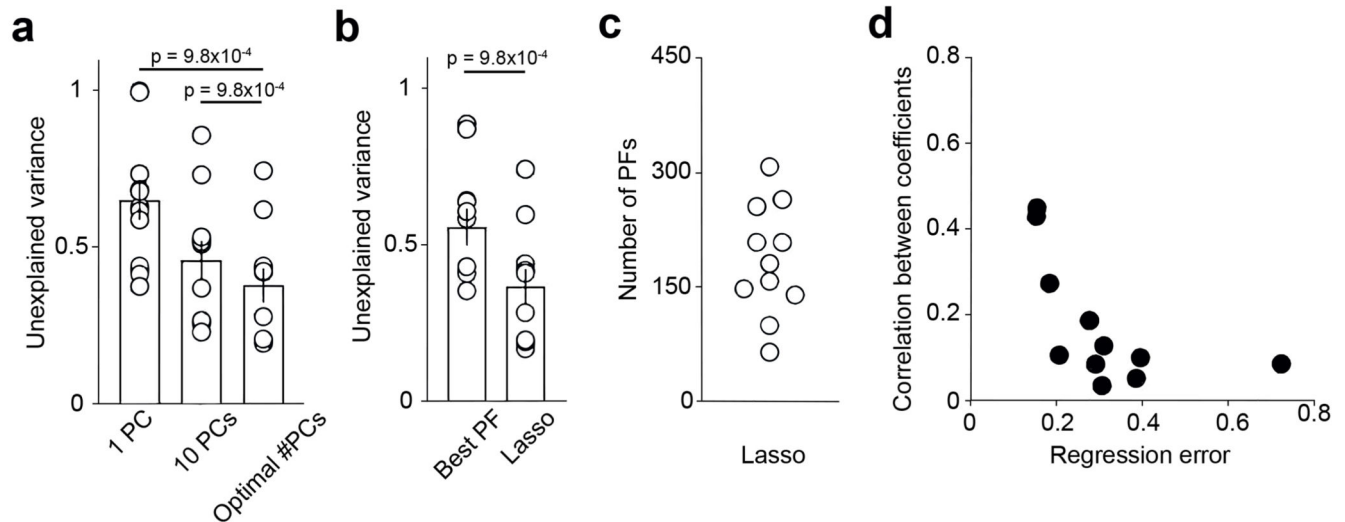 a
p = 9.8x10-4
p = 9.8x10-4
1
0.5
0
Unexplained variance
1 PC
10 PCs
Optimal #PCs
b
p = 9.8x10-4
1
0.5
0
Unexplained variance
Best PF
Lasso
c
450
300
150
0
Number of PFs
Lasso
d
0.8
0.6
0.4
0.2
0
Correlation between coefficients
0
0.2
0.4
0.6
0.8
Regression error